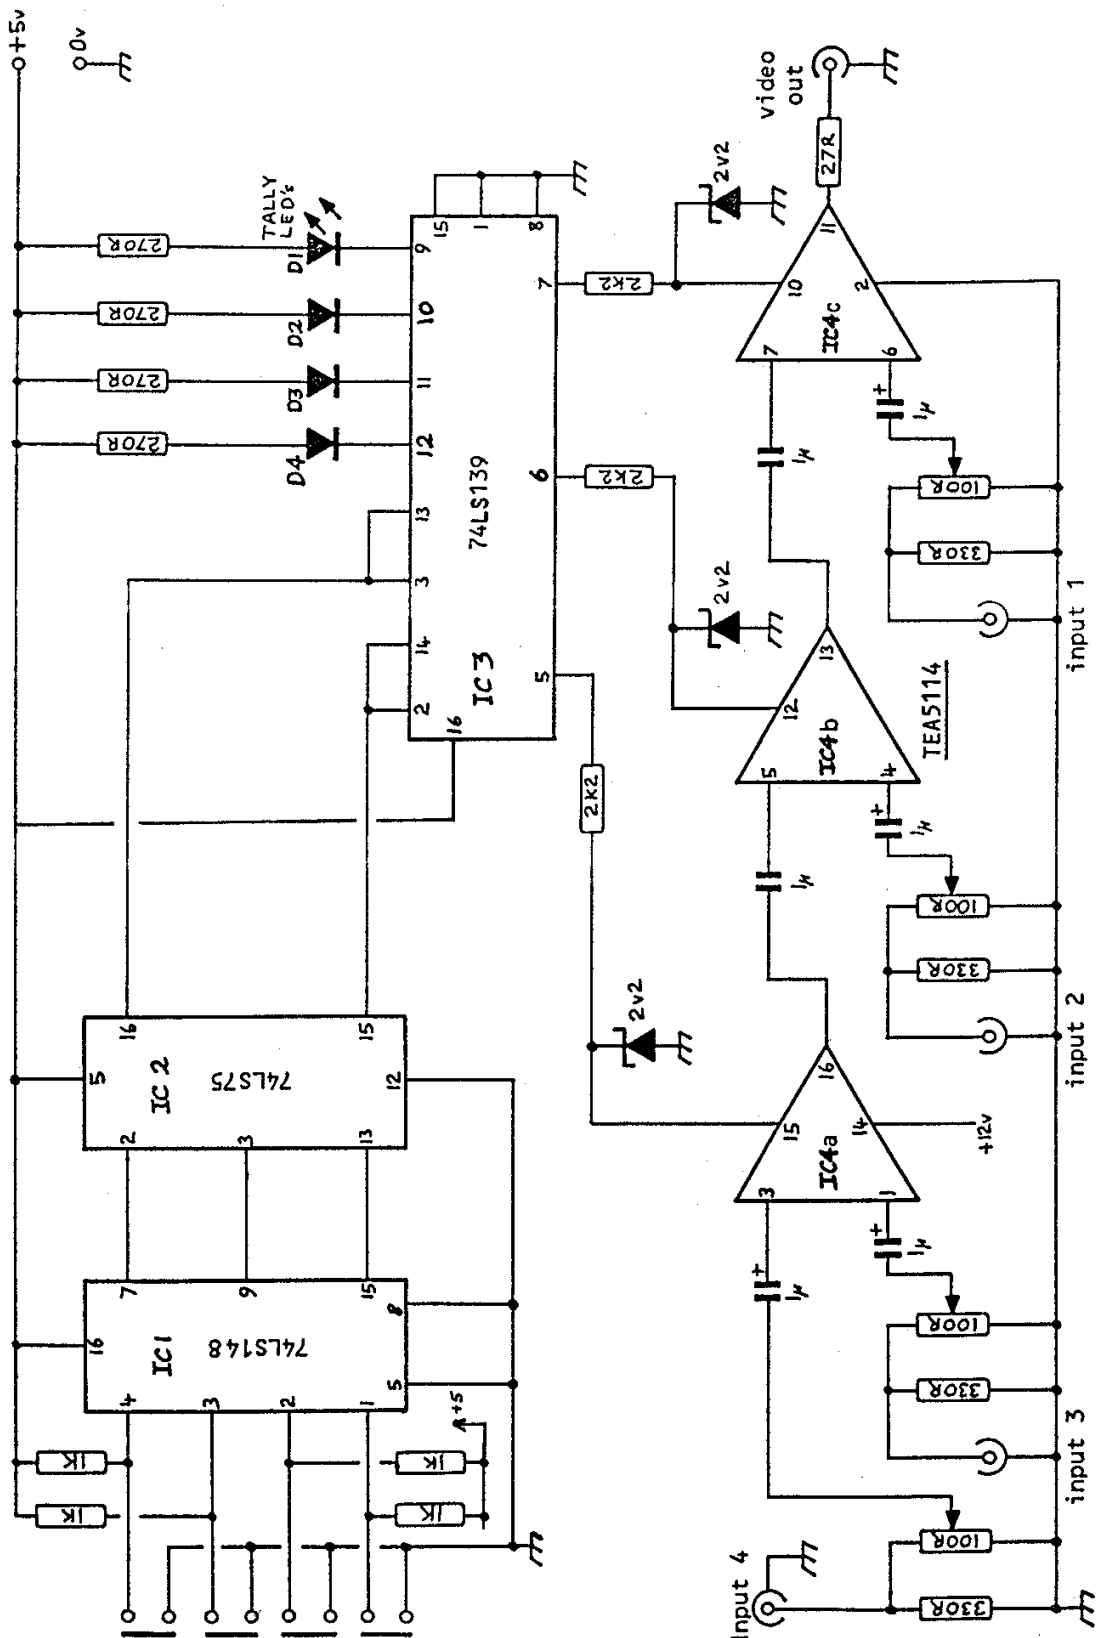 +5v
0v
TALLY
LED's
270R
D1
270R
D2
270R
D3
270R
D4
15
1
8
9
10
11
12
13
3
14
2
16
7
6
5
74LS139
IC3
2k2
2v2
2k2
2v2
2k2
2v2
video
out
27R
11
10
2
IC4c
7
6
1μ
+
1μ
100R
330R
input 1
13
12
IC4b
5
4
TEA5114
1μ
+
1μ
100R
330R
input 2
16
15
14
+12v
IC4a
3
1
+
1μ
+
1μ
100R
330R
input 3
100R
330R
Input 4
16
15
5
12
IC2
74LS75
2
3
13
7
9
15
16
8
5
IC1
74LS148
4
3
2
1
1K
1K
1K
1K
+5